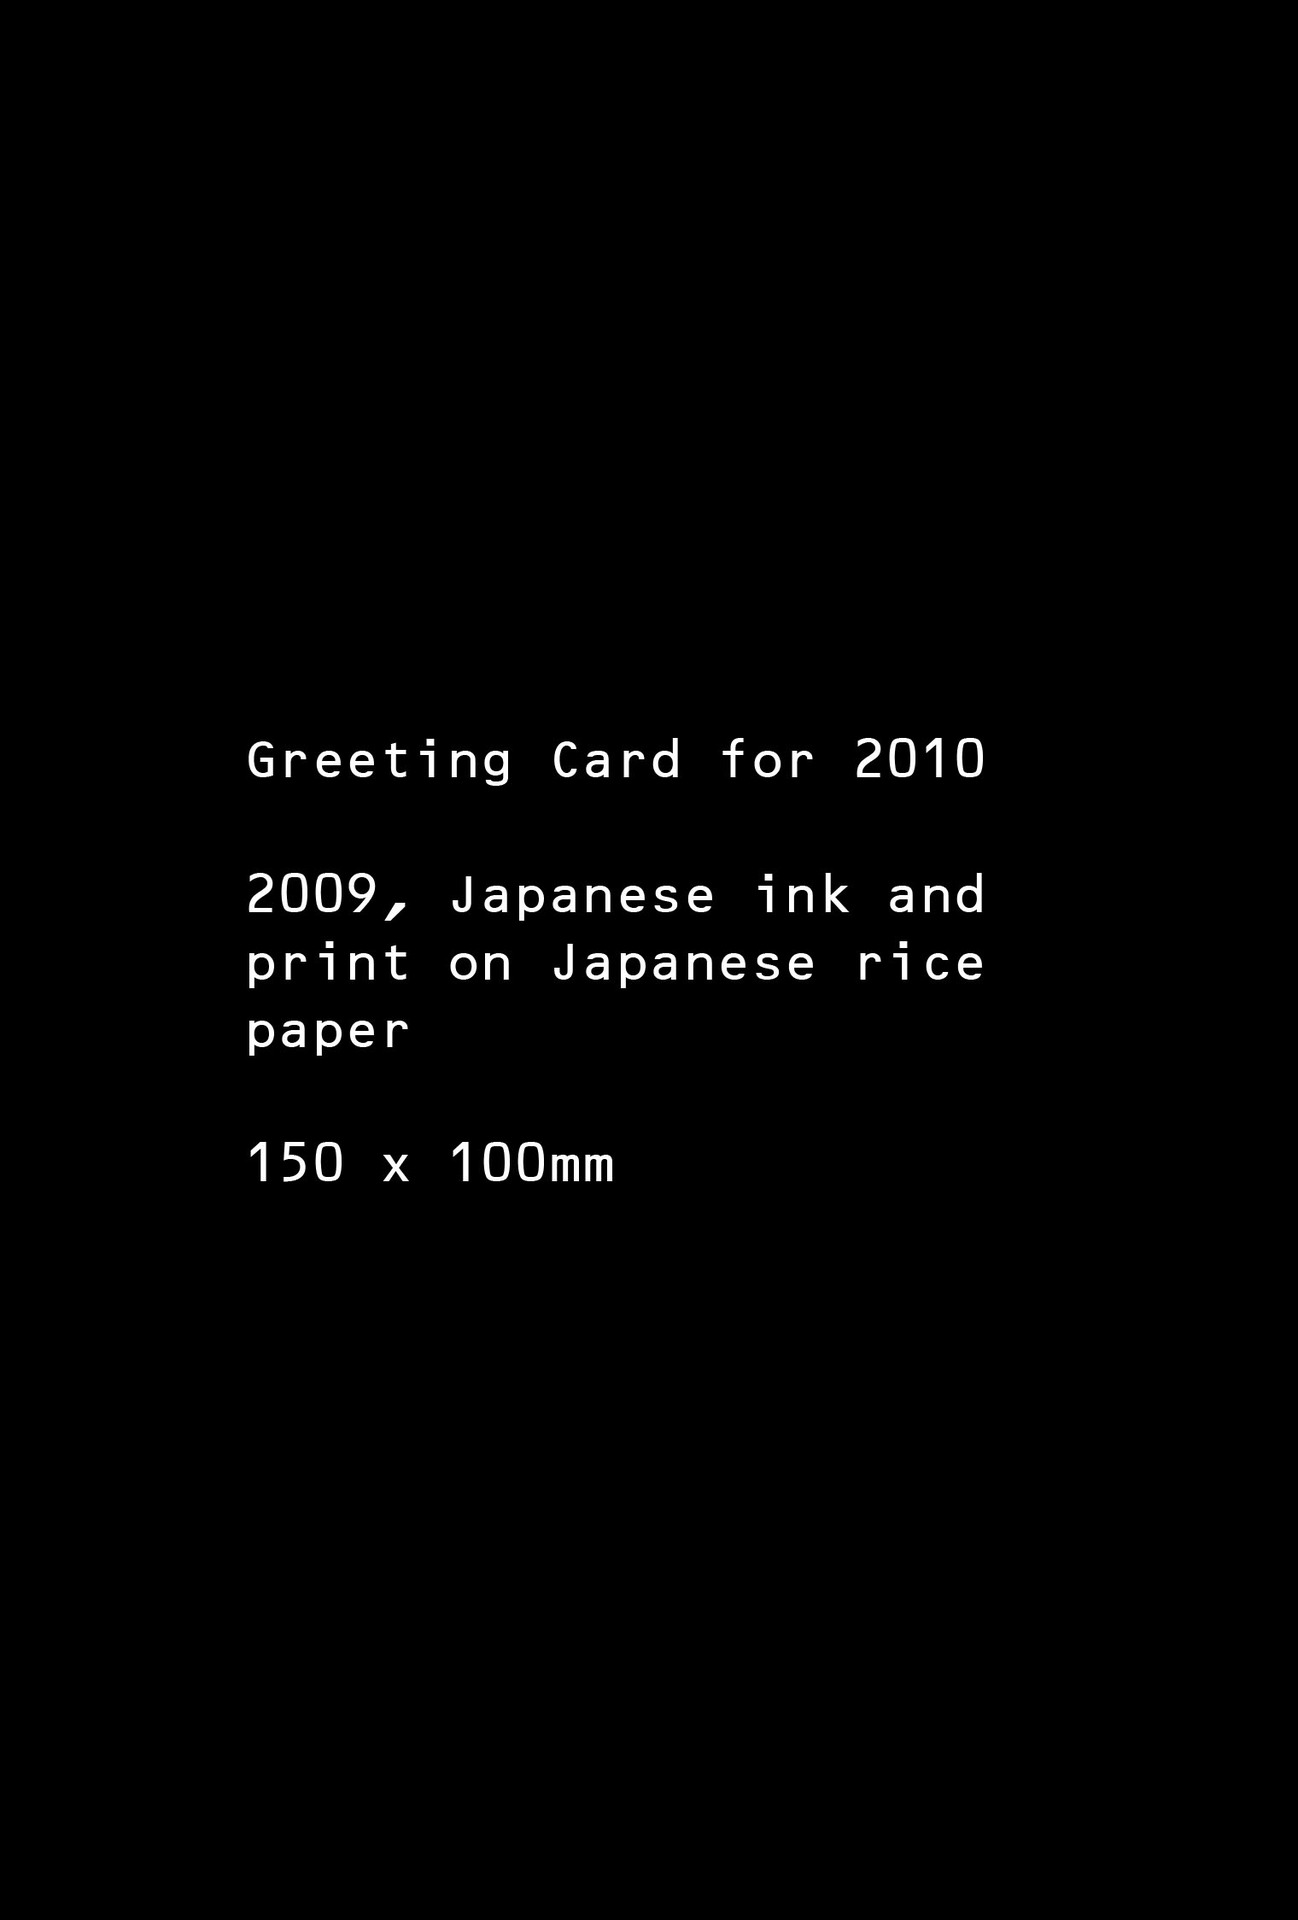 Greeting Card for 2010
2009, Japanese ink and
print on Japanese rice
paper
150 x 100mm